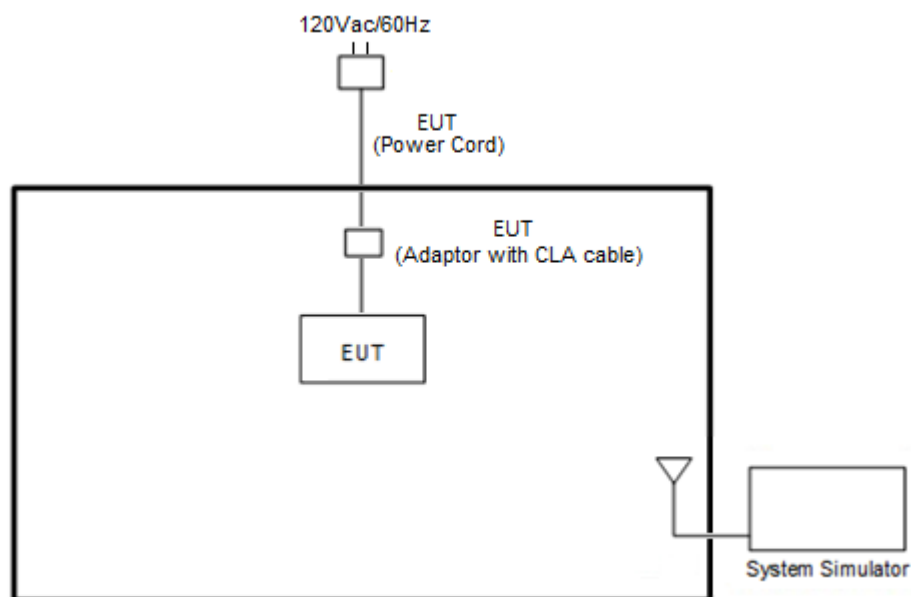 120Vac/60Hz
EUT
(Power Cord)
EUT
(Adaptor with CLA cable)
EUT
System Simulator